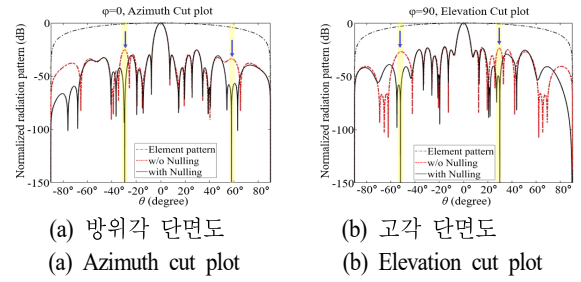 φ=0, Azimuth Cut plot
Normalized radiation pattern (dB)
0
-50
-100
-150
Element pattern
w/o Nulling
with Nulling
-80° -60° -40° -20° 0° 20° 40° 60° 80°
θ (degree)
φ=90, Elevation Cut plot
Normalized radiation pattern (dB)
0
-50
-100
-150
Element pattern
w/o Nulling
with Nulling
-80° -60° -40° -20° 0° 20° 40° 60° 80°
θ (degree)
(a) 방위각 단면도
(a) Azimuth cut plot
(b) 고각 단면도
(b) Elevation cut plot